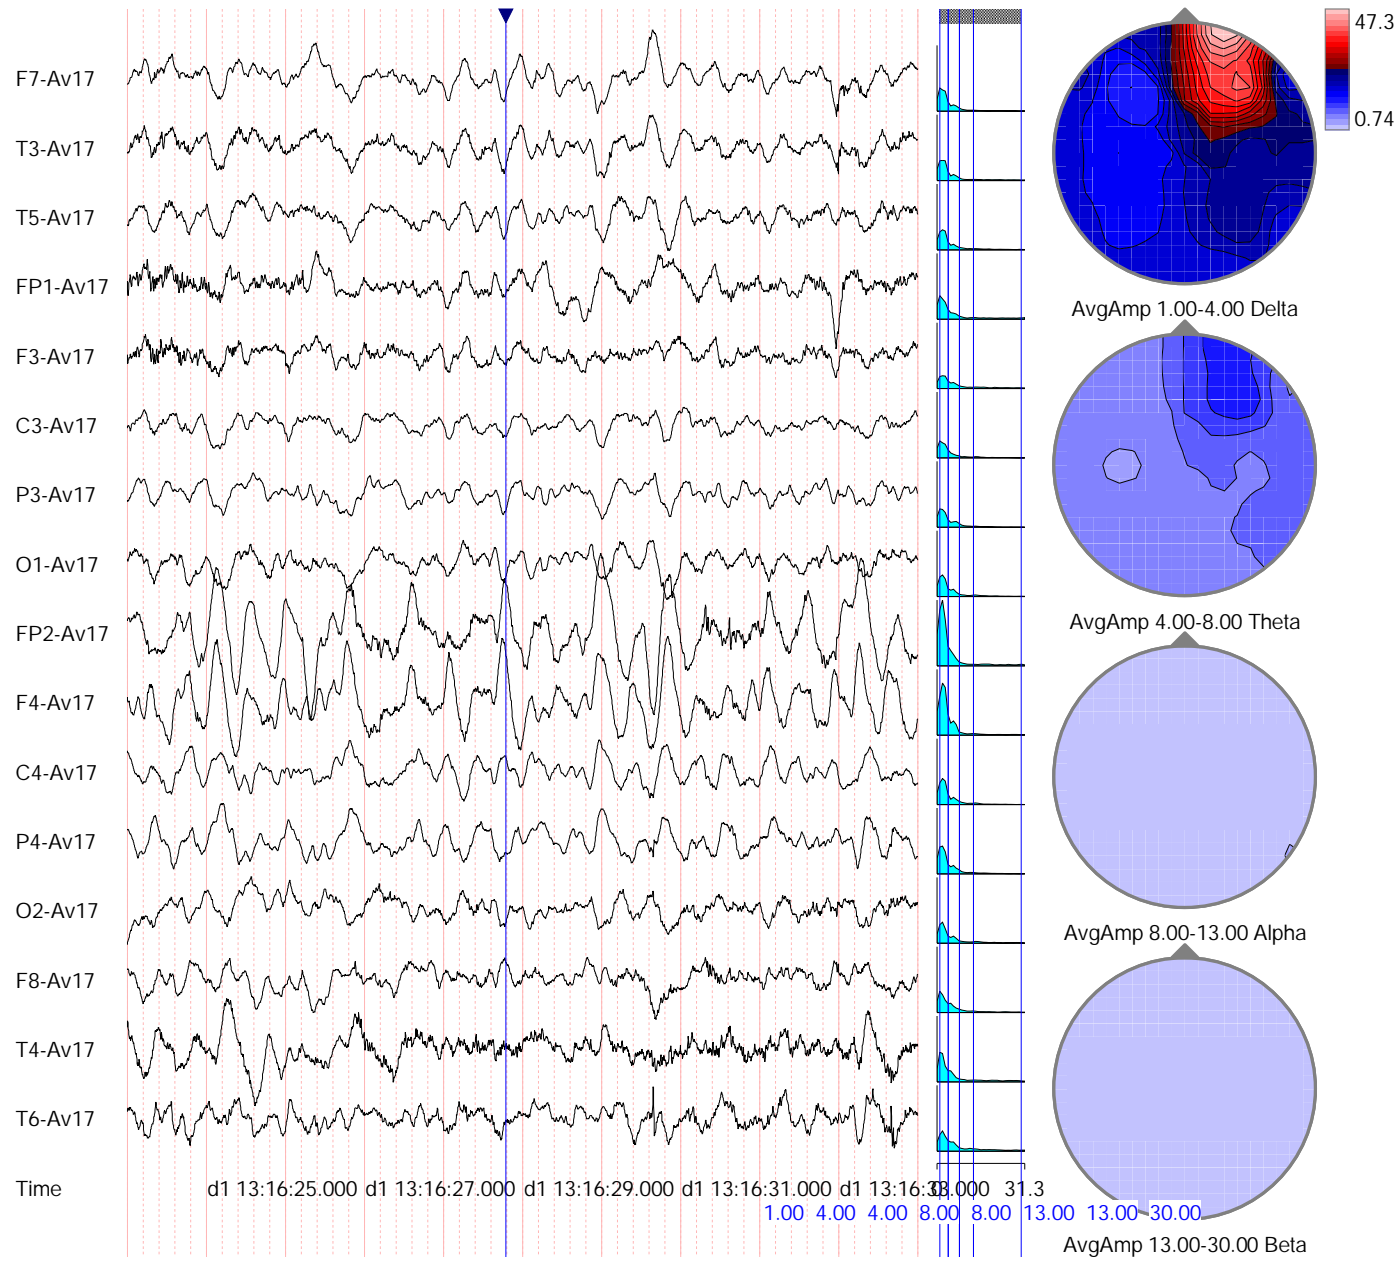 F7-Av17
T3-Av17
T5-Av17
FP1-Av17
F3-Av17
C3-Av17
P3-Av17
O1-Av17
FP2-Av17
F4-Av17
C4-Av17
P4-Av17
O2-Av17
F8-Av17
T4-Av17
T6-Av17
Time d1 13:16:25.000 d1 13:16:27.000 d1 13:16:29.000 d1 13:16:31.000 d1 13:16:33.000 31.3
1.00 4.00 4.00 8.00 8.00 13.00 13.00 30.00
47.3
0.74
AvgAmp 1.00-4.00 Delta
AvgAmp 4.00-8.00 Theta
AvgAmp 8.00-13.00 Alpha
AvgAmp 13.00-30.00 Beta